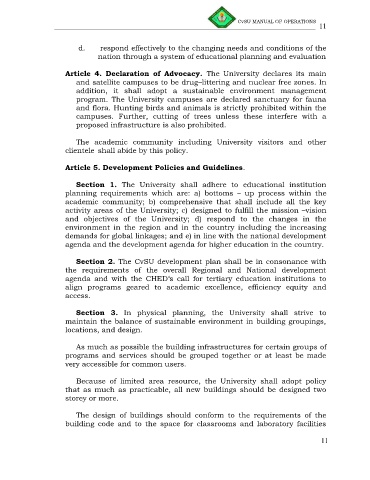 CvSU MANUAL OF OPERATIONS
11
d. respond effectively to the changing needs and conditions of the
nation through a system of educational planning and evaluation
Article 4. Declaration of Advocacy. The University declares its main
and satellite campuses to be drug–littering and nuclear free zones. In
addition, it shall adopt a sustainable environment management
program. The University campuses are declared sanctuary for fauna
and flora. Hunting birds and animals is strictly prohibited within the
campuses. Further, cutting of trees unless these interfere with a
proposed infrastructure is also prohibited.
The academic community including University visitors and other
clientele shall abide by this policy.
Article 5. Development Policies and Guidelines.
Section 1. The University shall adhere to educational institution
planning requirements which are: a) bottoms – up process within the
academic community; b) comprehensive that shall include all the key
activity areas of the University; c) designed to fulfill the mission –vision
and objectives of the University; d) respond to the changes in the
environment in the region and in the country including the increasing
demands for global linkages; and e) in line with the national development
agenda and the development agenda for higher education in the country.
Section 2. The CvSU development plan shall be in consonance with
the requirements of the overall Regional and National development
agenda and with the CHED's call for tertiary education institutions to
align programs geared to academic excellence, efficiency equity and
access.
Section 3. In physical planning, the University shall strive to
maintain the balance of sustainable environment in building groupings,
locations, and design.
As much as possible the building infrastructures for certain groups of
programs and services should be grouped together or at least be made
very accessible for common users.
Because of limited area resource, the University shall adopt policy
that as much as practicable, all new buildings should be designed two
storey or more.
The design of buildings should conform to the requirements of the
building code and to the space for classrooms and laboratory facilities
11